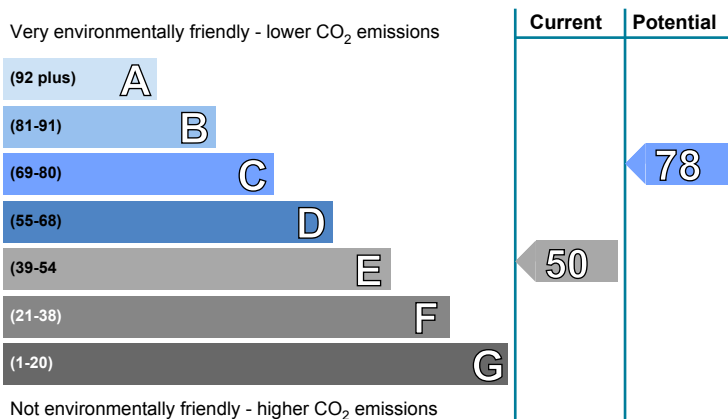 Current Potential
Very environmentally friendly - lower CO2 emissions
(92 plus) A
(81-91) B
(69-80) C
78
(55-68) D
(39-54 E
50
(21-38) F
(1-20) G
Not environmentally friendly - higher CO2 emissions